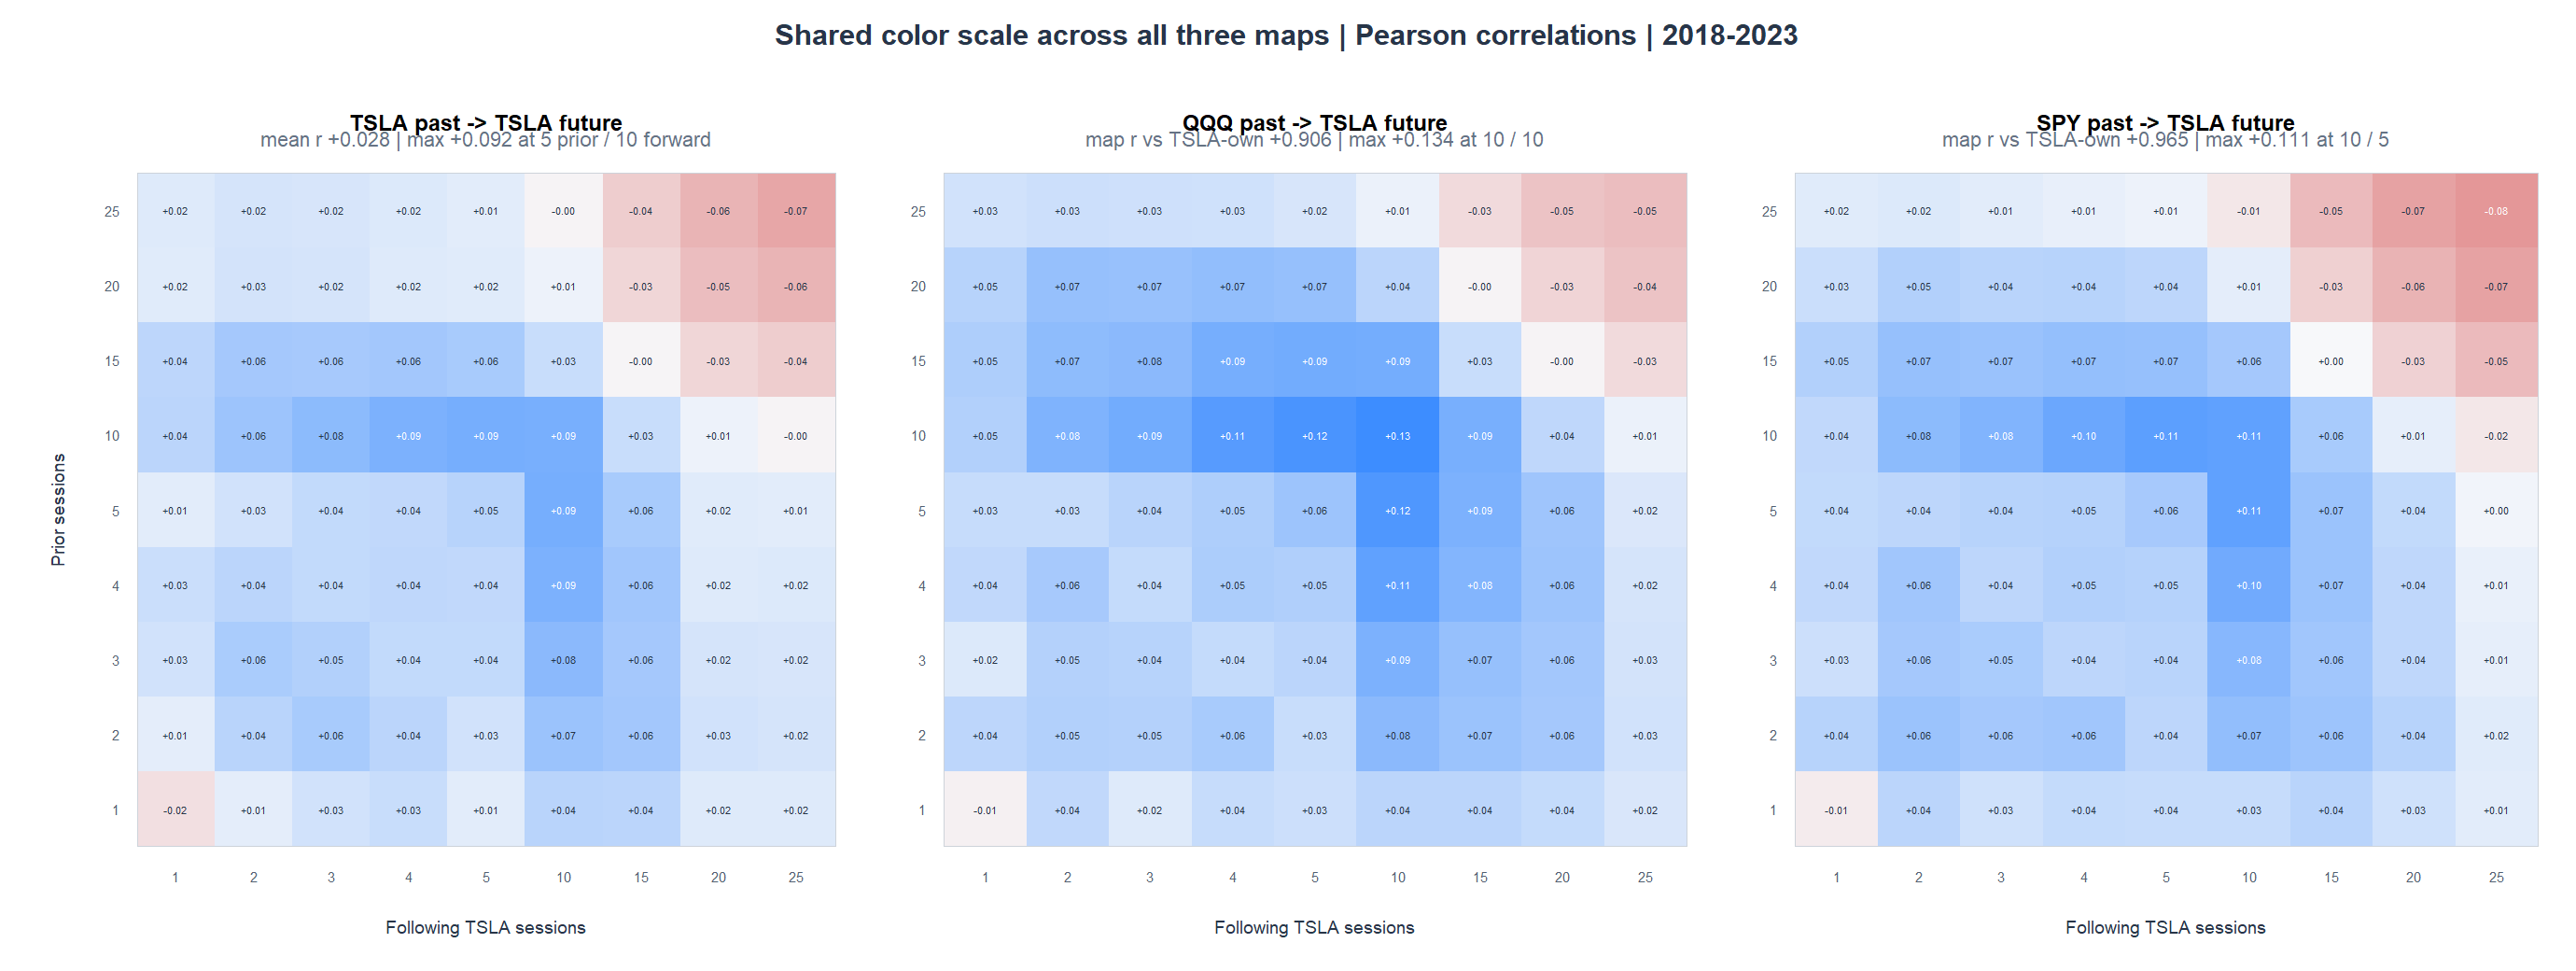 Shared color scale across all three maps | Pearson correlations | 2018-2023
TSLA past -> TSLA future
mean r +0.028 | max +0.092 at 5 prior / 10 forward
Prior sessions
25 +0.02 +0.02 +0.02 +0.02 +0.01 -0.00 -0.04 -0.06 -0.07
20 +0.02 +0.03 +0.02 +0.02 +0.02 +0.01 -0.03 -0.05 -0.06
15 +0.04 +0.06 +0.06 +0.06 +0.06 +0.03 -0.00 -0.03 -0.04
10 +0.04 +0.06 +0.08 +0.09 +0.09 +0.09 +0.03 +0.01 -0.00
5 +0.01 +0.03 +0.04 +0.04 +0.05 +0.09 +0.06 +0.02 +0.01
4 +0.03 +0.04 +0.04 +0.04 +0.04 +0.09 +0.06 +0.02 +0.02
3 +0.03 +0.06 +0.05 +0.04 +0.04 +0.08 +0.06 +0.02 +0.02
2 +0.01 +0.04 +0.06 +0.04 +0.03 +0.07 +0.06 +0.03 +0.02
1 -0.02 +0.01 +0.03 +0.03 +0.01 +0.04 +0.04 +0.02 +0.02
1 2 3 4 5 10 15 20 25
Following TSLA sessions
QQQ past -> TSLA future
map r vs TSLA-own +0.906 | max +0.134 at 10 / 10
25 +0.03 +0.03 +0.03 +0.03 +0.02 +0.01 -0.03 -0.05 -0.05
20 +0.05 +0.07 +0.07 +0.07 +0.07 +0.04 -0.00 -0.03 -0.04
15 +0.05 +0.07 +0.08 +0.09 +0.09 +0.09 +0.03 -0.00 -0.03
10 +0.05 +0.08 +0.09 +0.11 +0.12 +0.13 +0.09 +0.04 +0.01
5 +0.03 +0.03 +0.04 +0.05 +0.06 +0.12 +0.09 +0.06 +0.02
4 +0.04 +0.06 +0.04 +0.05 +0.05 +0.11 +0.08 +0.06 +0.02
3 +0.02 +0.05 +0.04 +0.04 +0.04 +0.09 +0.07 +0.06 +0.03
2 +0.04 +0.05 +0.05 +0.06 +0.03 +0.08 +0.07 +0.06 +0.03
1 -0.01 +0.04 +0.02 +0.04 +0.03 +0.04 +0.04 +0.04 +0.02
1 2 3 4 5 10 15 20 25
Following TSLA sessions
SPY past -> TSLA future
map r vs TSLA-own +0.965 | max +0.111 at 10 / 5
25 +0.02 +0.02 +0.01 +0.01 +0.01 -0.01 -0.05 -0.07 -0.08
20 +0.03 +0.05 +0.04 +0.04 +0.04 +0.01 -0.03 -0.06 -0.07
15 +0.05 +0.07 +0.07 +0.07 +0.07 +0.06 +0.00 -0.03 -0.05
10 +0.04 +0.08 +0.08 +0.10 +0.11 +0.11 +0.06 +0.01 -0.02
5 +0.04 +0.04 +0.04 +0.05 +0.06 +0.11 +0.07 +0.04 +0.00
4 +0.04 +0.06 +0.04 +0.05 +0.05 +0.10 +0.07 +0.04 +0.01
3 +0.03 +0.06 +0.05 +0.04 +0.04 +0.08 +0.06 +0.04 +0.01
2 +0.04 +0.06 +0.06 +0.06 +0.04 +0.07 +0.06 +0.04 +0.02
1 -0.01 +0.04 +0.03 +0.04 +0.04 +0.03 +0.04 +0.03 +0.01
1 2 3 4 5 10 15 20 25
Following TSLA sessions